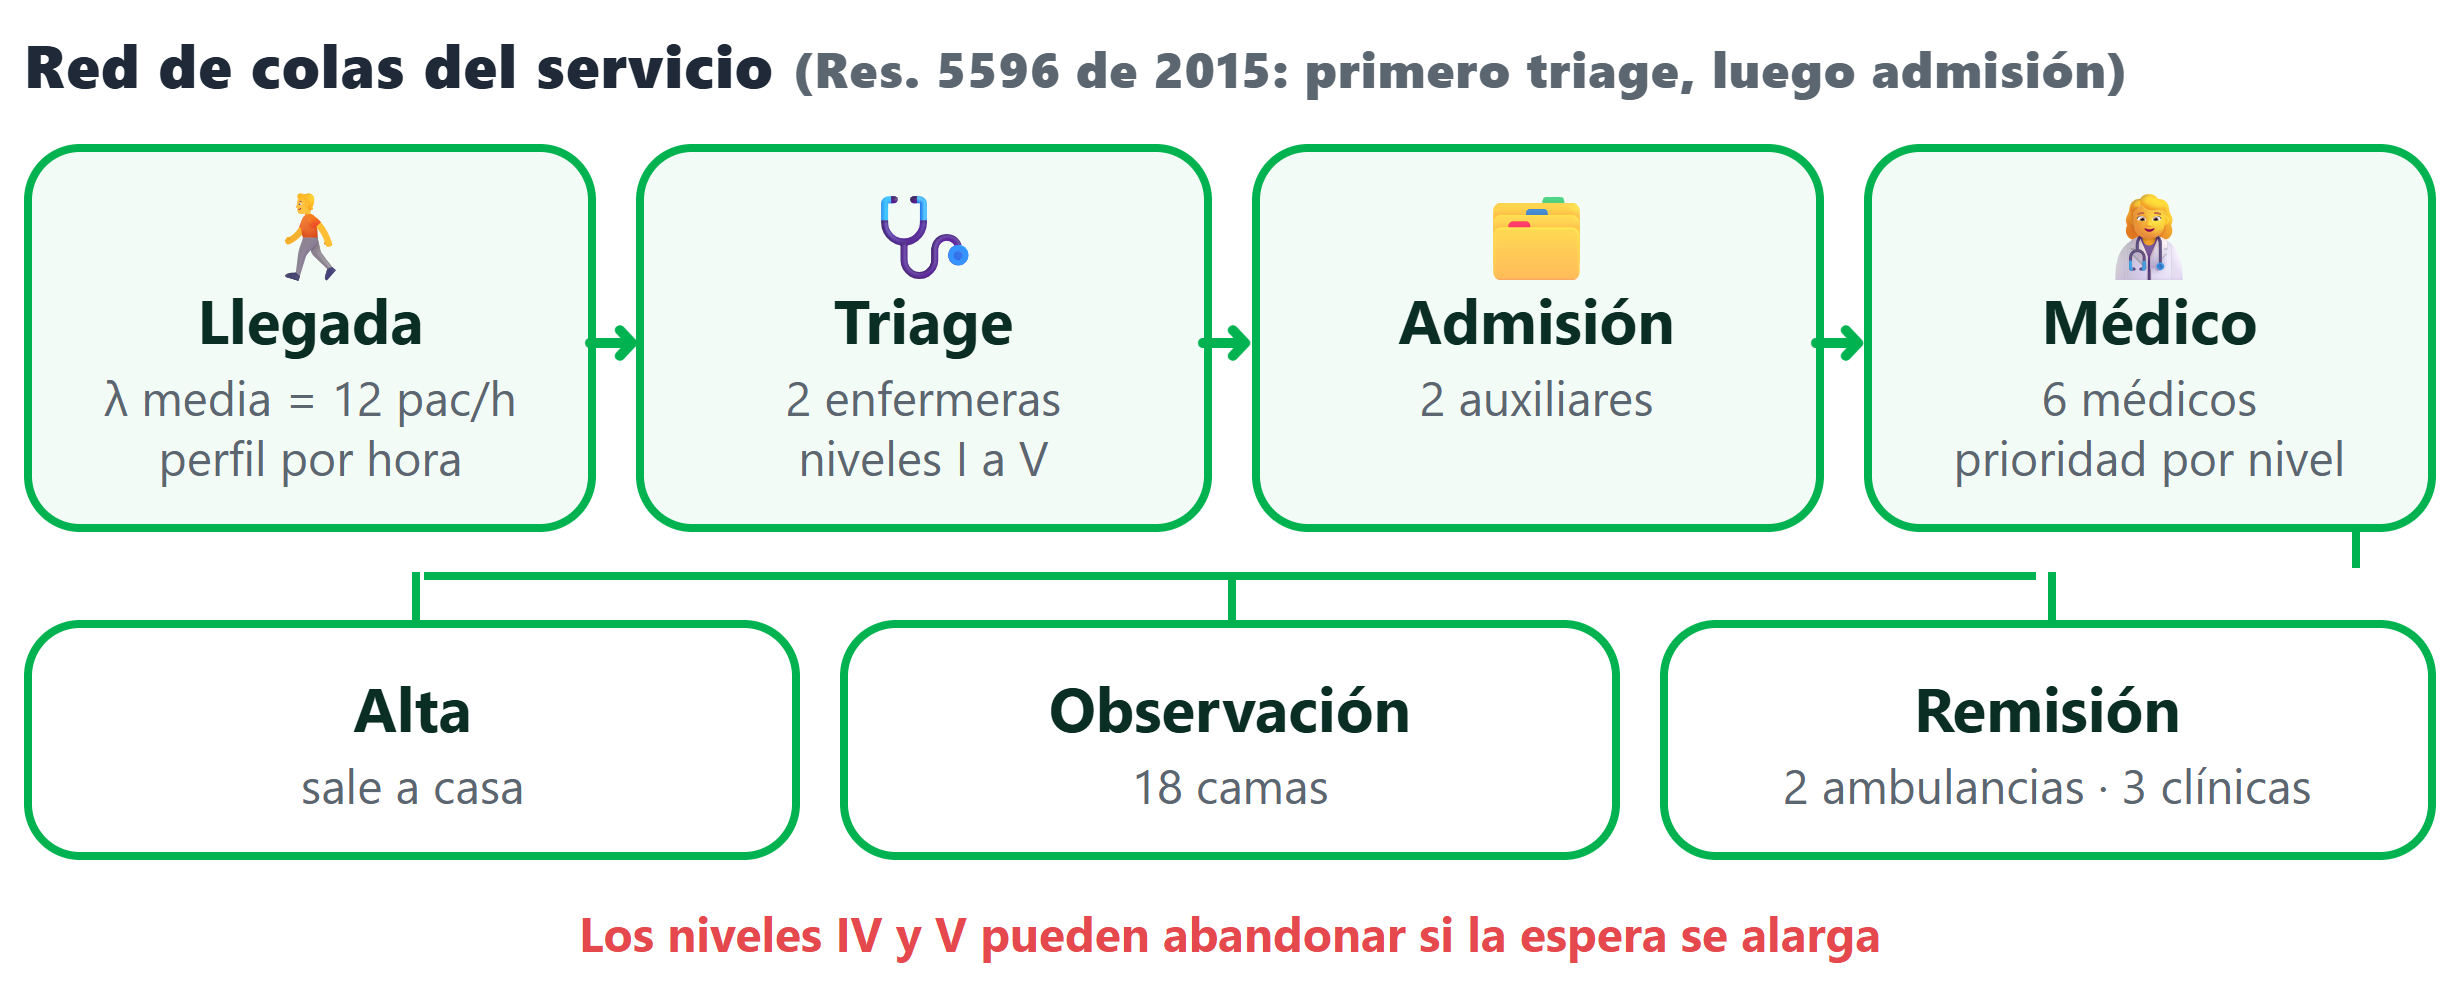 Red de colas del servicio (Res. 5596 de 2015: primero triage, luego admisión)
Llegada
λ media = 12 pac/h
perfil por hora
Triage
2 enfermeras
niveles I a V
Admisión
2 auxiliares
Médico
6 médicos
prioridad por nivel
Alta
sale a casa
Observación
18 camas
Remisión
2 ambulancias · 3 clínicas
Los niveles IV y V pueden abandonar si la espera se alarga